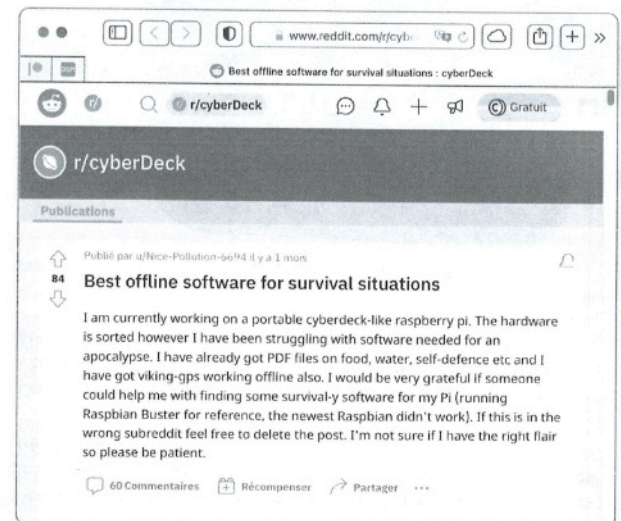 www.reddit.com/r/cybe
Best offline software for survival situations : cyberDeck
r/cyberDeck
Gratuit
r/cyberDeck
Publications
Publié par u/Nice-Pollution-6694 il y a 1 mois
84
Best offline software for survival situations
I am currently working on a portable cyberdeck-like raspberry pi. The hardware
is sorted however I have been struggling with software needed for an
apocalypse. I have already got PDF files on food, water, self-defence etc and I
have got viking-gps working offline also. I would be very grateful if someone
could help me with finding some survival-y software for my Pi (running
Raspbian Buster for reference, the newest Raspbian didn't work). If this is in the
wrong subreddit feel free to delete the post. I'm not sure if I have the right flair
so please be patient.
60 Commentaires Récompenser Partager ...